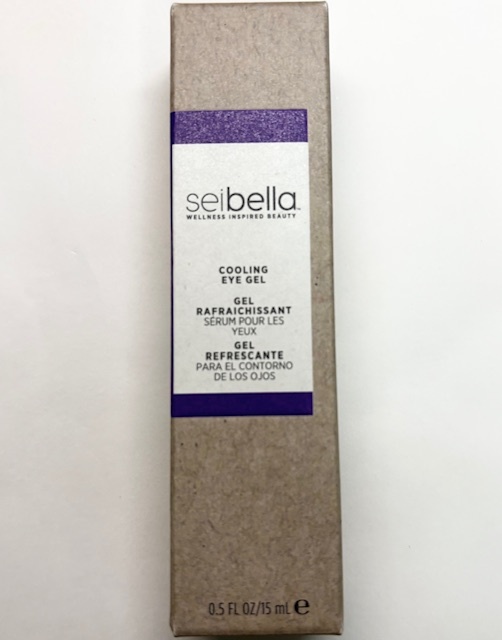 seibella™
WELLNESS INSPIRED BEAUTY
COOLING
EYE GEL
GEL
RAFRAICHISSANT
SÉRUM POUR LES
YEUX
GEL
REFRESCANTE
PARA EL CONTORNO
DE LOS OJOS
0.5 FL OZ/15 mL ℮